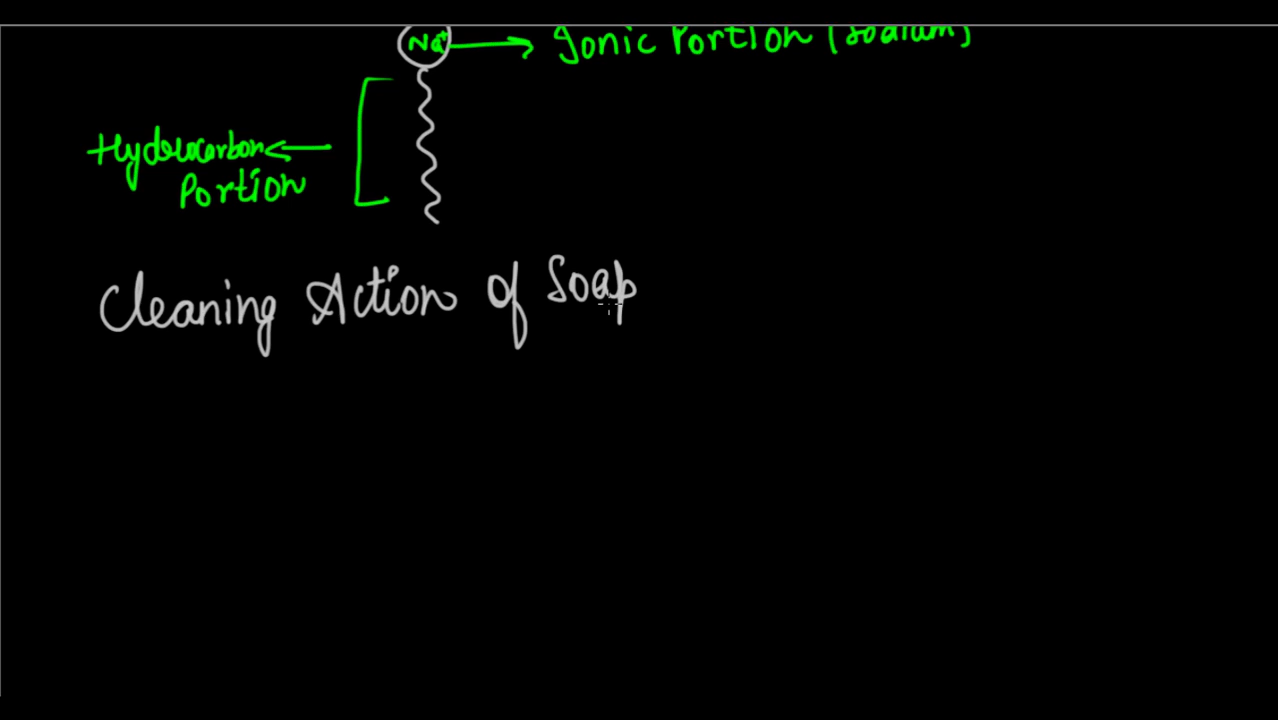 Na+ Ionic Portion (Sodium)
Hydrocarbon
Portion
Cleaning Action of Soap